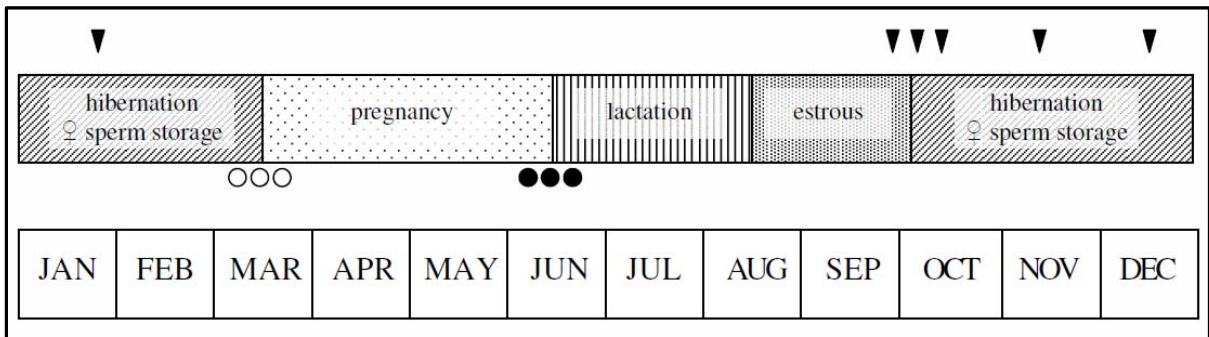 hibernation
♀ sperm storage
pregnancy
lactation
estrous
hibernation
♀ sperm storage
JAN FEB MAR APR MAY JUN JUL AUG SEP OCT NOV DEC